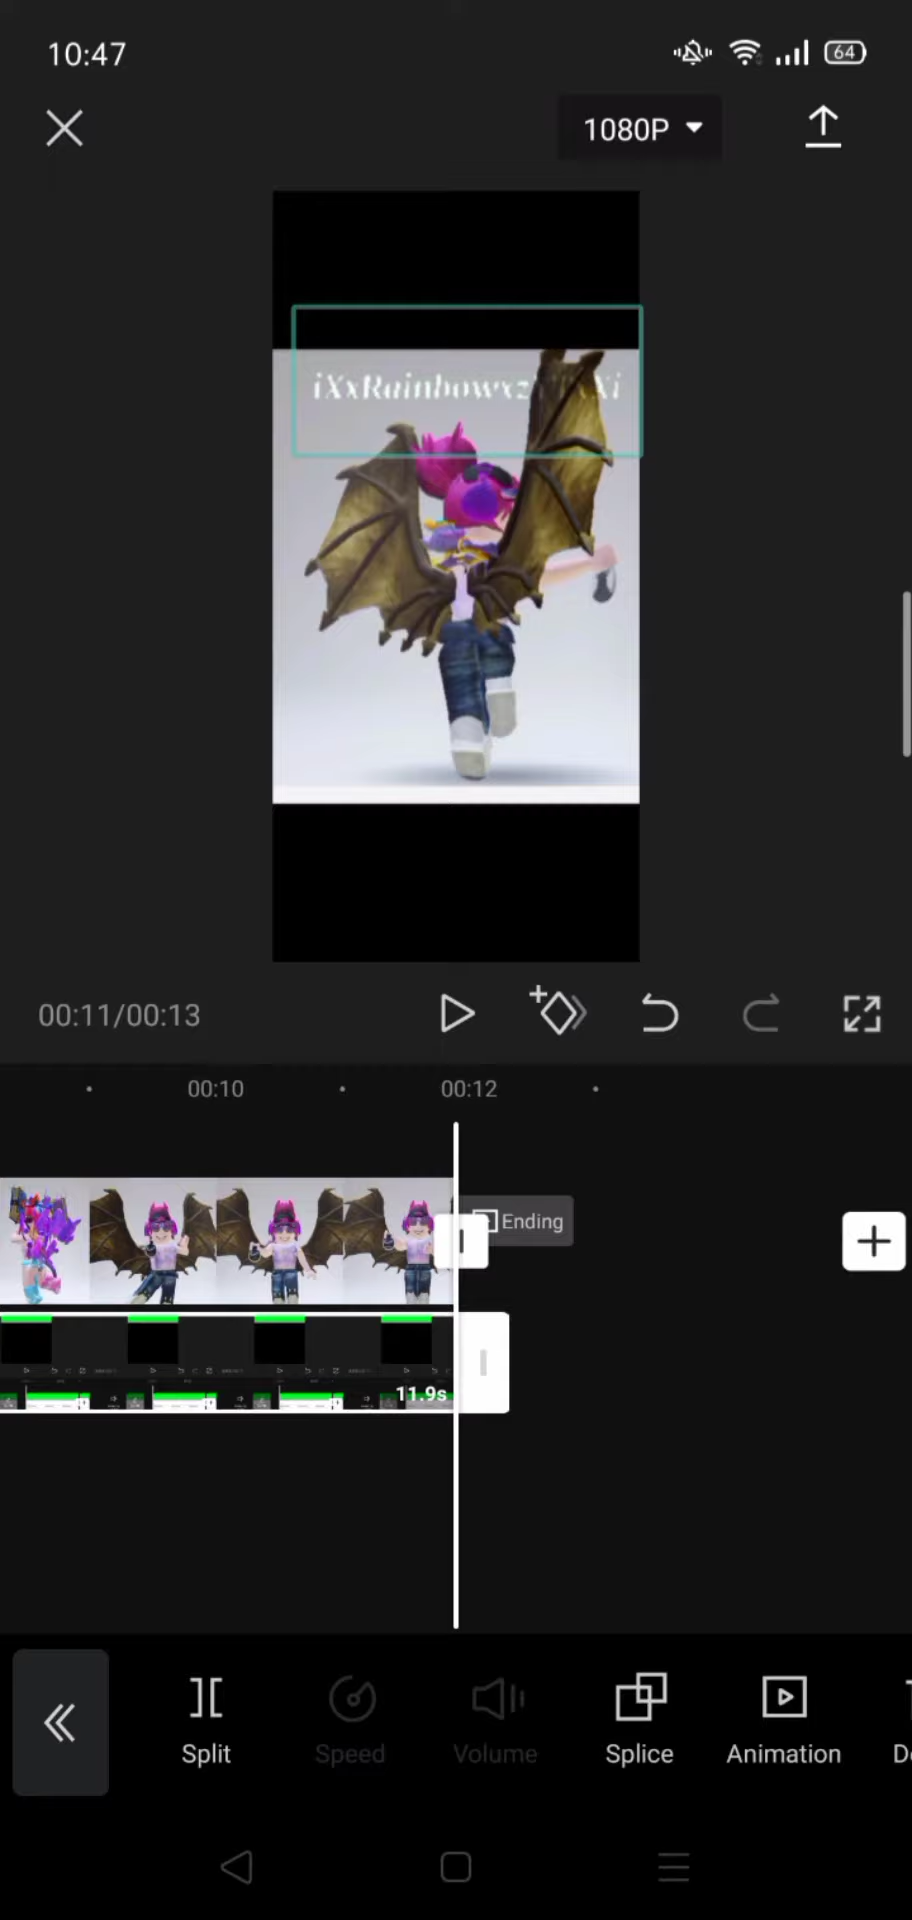 10:47
64
1080P
00:11/00:13
00:10
00:12
Ending
11.9s
Split
Speed
Volume
Splice
Animation